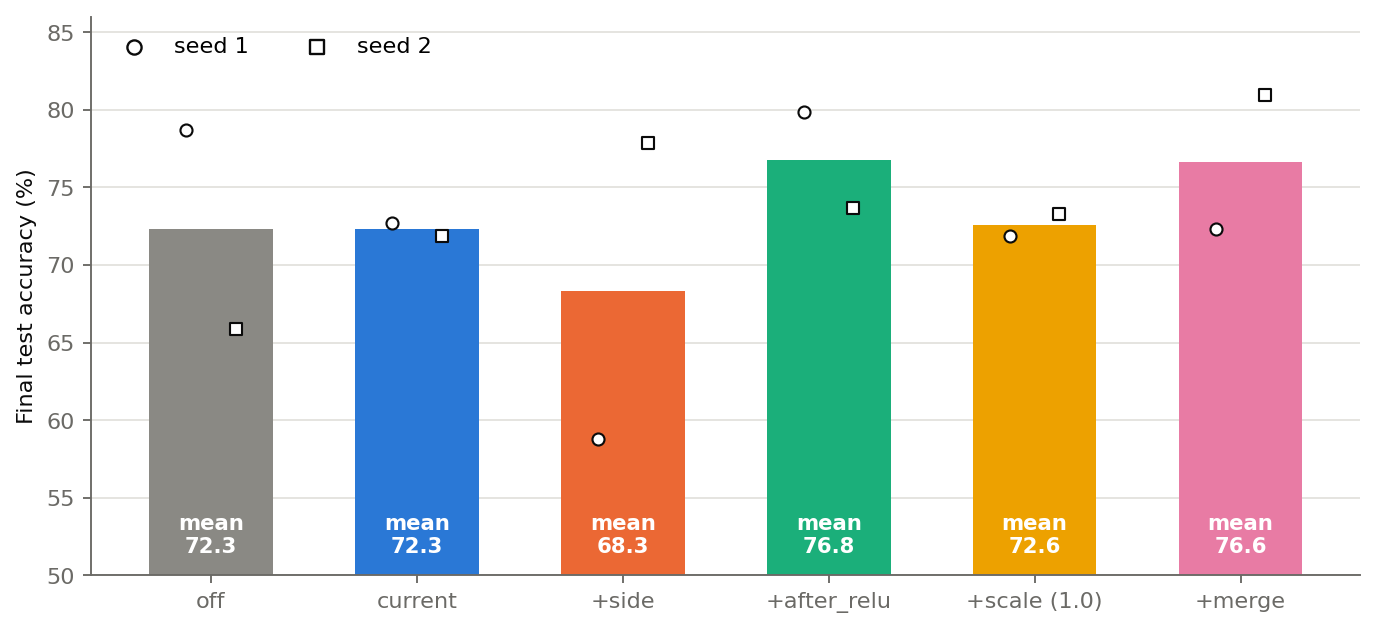 seed 1
seed 2
Final test accuracy (%)
85
80
75
70
65
60
55
50
mean
72.3
mean
72.3
mean
68.3
mean
76.8
mean
72.6
mean
76.6
off
current
+side
+after_relu
+scale (1.0)
+merge